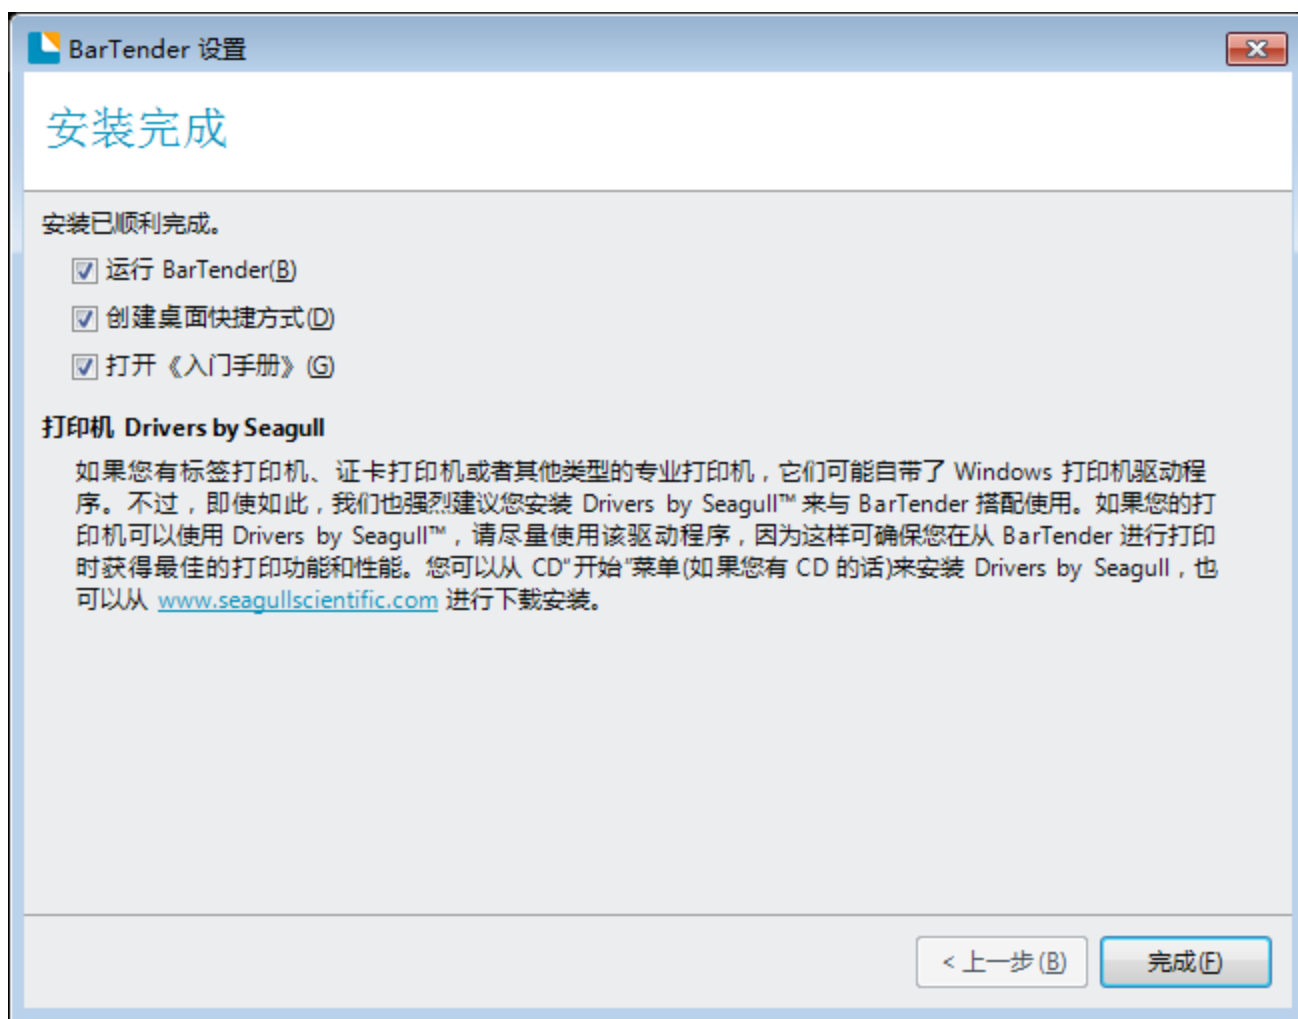 BarTender 设置
安装完成
安装已顺利完成。
运行 BarTender(B)
创建桌面快捷方式(D)
打开《入门手册》(G)
打印机 Drivers by Seagull
如果您有标签打印机、证卡打印机或者其他类型的专业打印机，它们可能自带了 Windows 打印机驱动程
序。不过，即使如此，我们也强烈建议您安装 Drivers by Seagull™ 来与 BarTender 搭配使用。如果您的打
印机可以使用 Drivers by Seagull™，请尽量使用该驱动程序，因为这样可确保您在从 BarTender 进行打印
时获得最佳的打印功能和性能。您可以从 CD"开始"菜单(如果您有 CD 的话)来安装 Drivers by Seagull，也
可以从 www.seagullscientific.com 进行下载安装。
< 上一步(B)
完成(F)